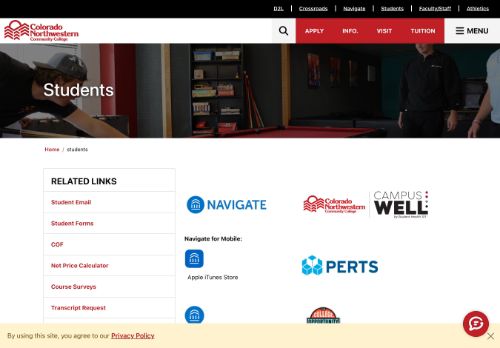 D2L
Crossroads
Navigate
Students
Faculty/Staff
Athletics
Colorado
Northwestern
Community College
APPLY
INFO.
VISIT
TUITION
MENU
Students
Home / students
RELATED LINKS
Student Email
Student Forms
COF
Net Price Calculator
Course Surveys
Transcript Request
NAVIGATE
Colorado
Northwestern
Community College
CAMPUS
WELL
by Student Health 101
Navigate for Mobile:
Apple iTunes Store
PERTS
COLLEGE
OPPORTUNITY
By using this site, you agree to our Privacy Policy